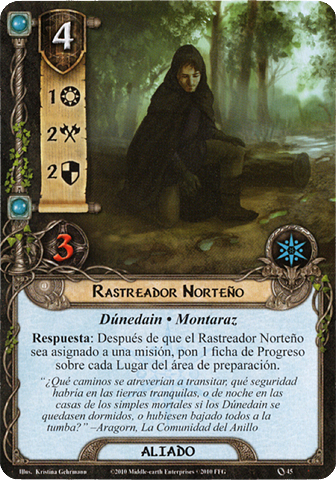 4
1
2
2
3
RASTREADOR NORTEÑO
Dúnedain • Montaraz
Respuesta: Después de que el Rastreador Norteño
sea asignado a una misión, pon 1 ficha de Progreso
sobre cada Lugar del área de preparación.
“¿Qué caminos se atreverían a transitar, qué seguridad
habría en las tierras tranquilas, o de noche en las
casas de los simples mortales si los Dúnedain se
quedasen dormidos, o hubiesen bajado todos a la
tumba?” –Aragorn, La Comunidad del Anillo
ALIADO
Illus. Kristina Gehrmann ©2010 Middle-earth Enterprises · 2010 FFG 45